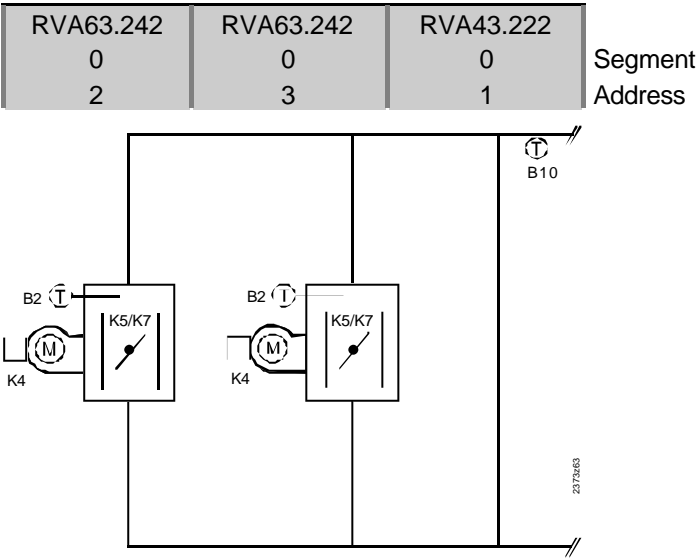 RVA63.242 RVA63.242 RVA43.222
0 0 0 Segment
2 3 1 Address
T
B10
B2 T B2 T
K5/K7 K5/K7
M M
K4 K4
2373z63